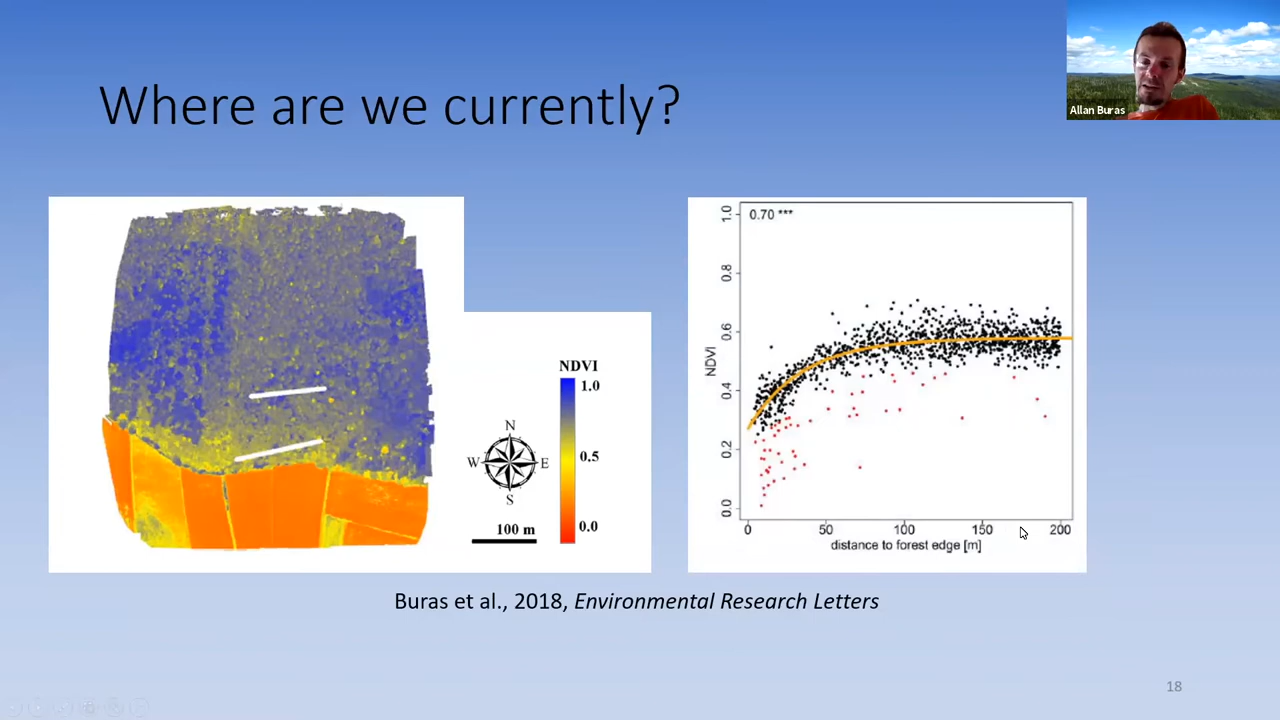 Where are we currently?
Allan Buras
NDVI
1.0
0.5
0.0
N
W
E
S
100 m
0.70 ***
1.0
0.8
0.6
0.4
0.2
0.0
NDVI
0 50 100 150 200
distance to forest edge [m]
Buras et al., 2018, Environmental Research Letters
18